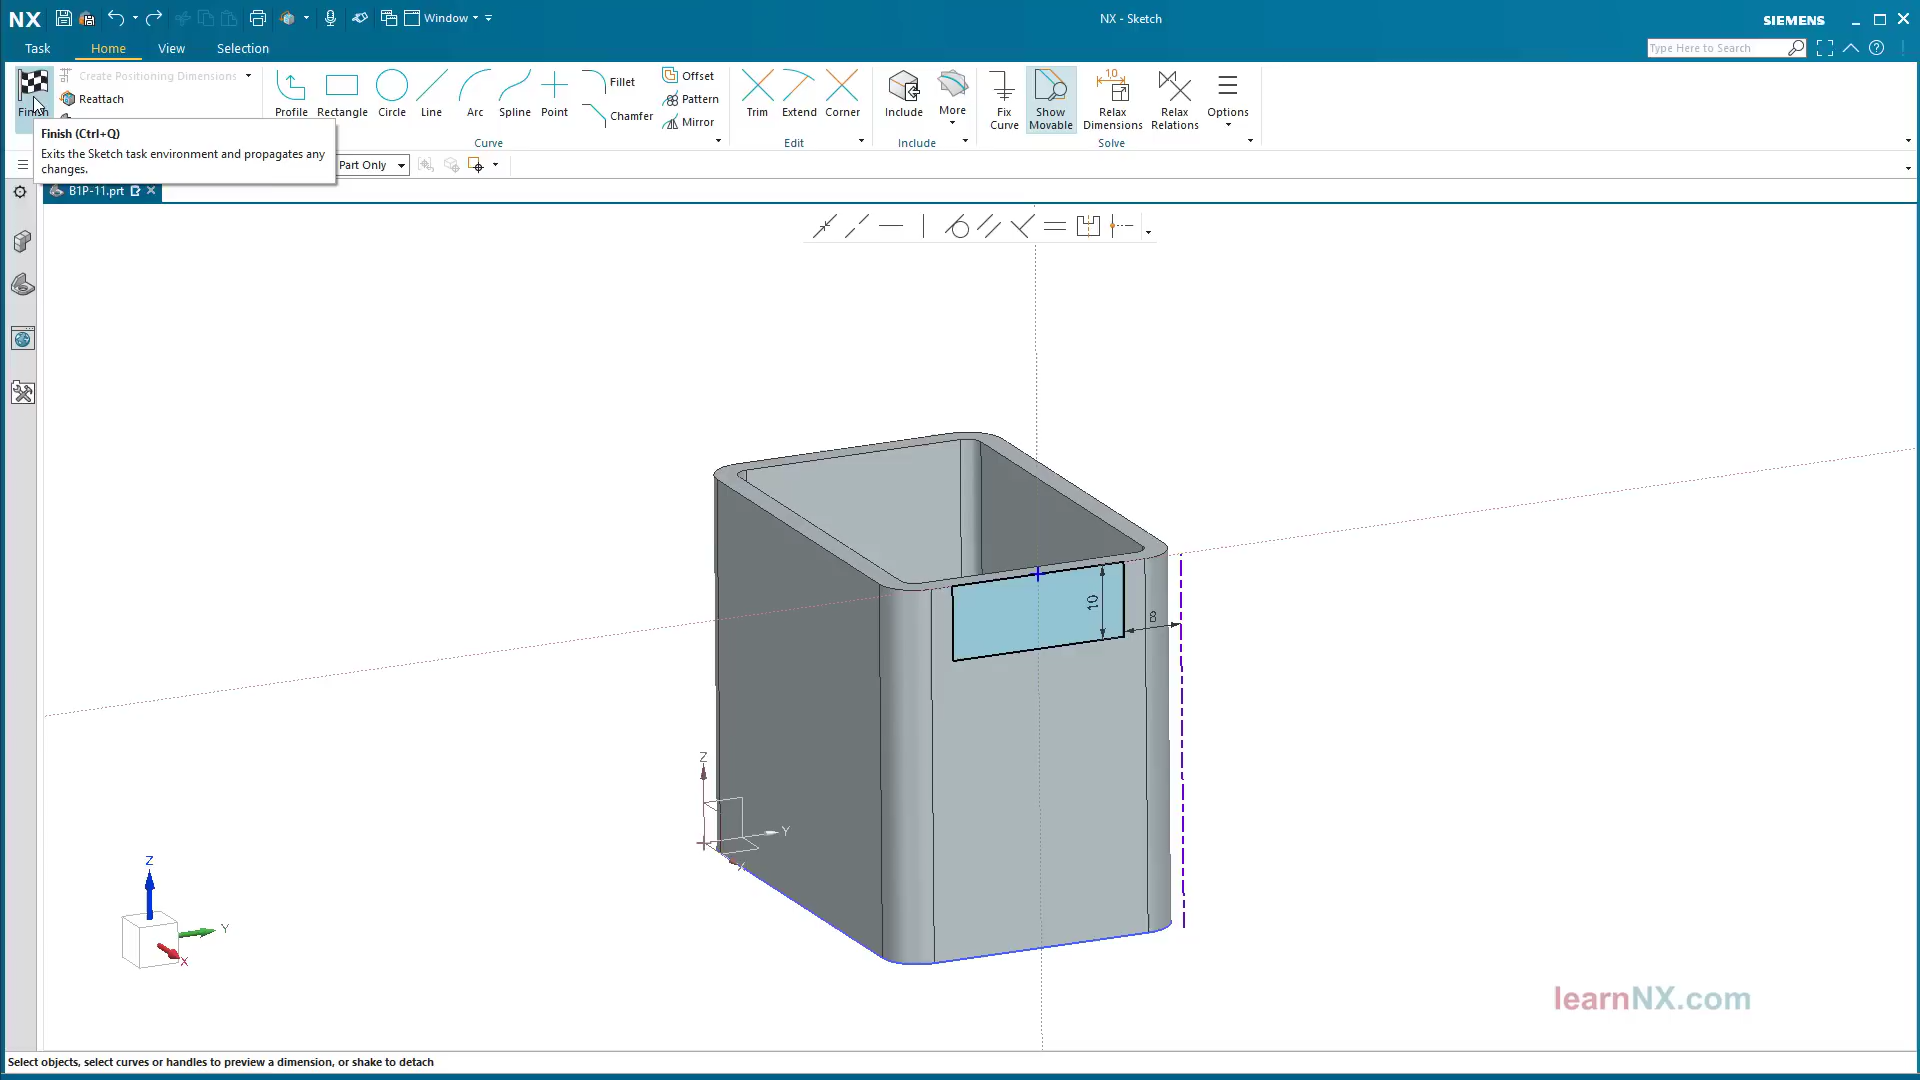 NX
Window
NX - Sketch
SIEMENS
Task
Home
View
Selection
Type Here to Search
Create Positioning Dimensions
Reattach
Finish
Profile
Rectangle
Circle
Line
Arc
Spline
Point
Fillet
Chamfer
Offset
Pattern
Mirror
Trim
Extend
Corner
Include
More
Fix
Curve
Show
Movable
1,0
Relax
Dimensions
Relax
Relations
Options
Curve
Edit
Include
Solve
Finish (Ctrl+Q)
Exits the Sketch task environment and propagates any
changes.
Part Only
B1P-11.prt
10
8
Z
Y
X
Z
Y
X
learnNX.com
Select objects, select curves or handles to preview a dimension, or shake to detach